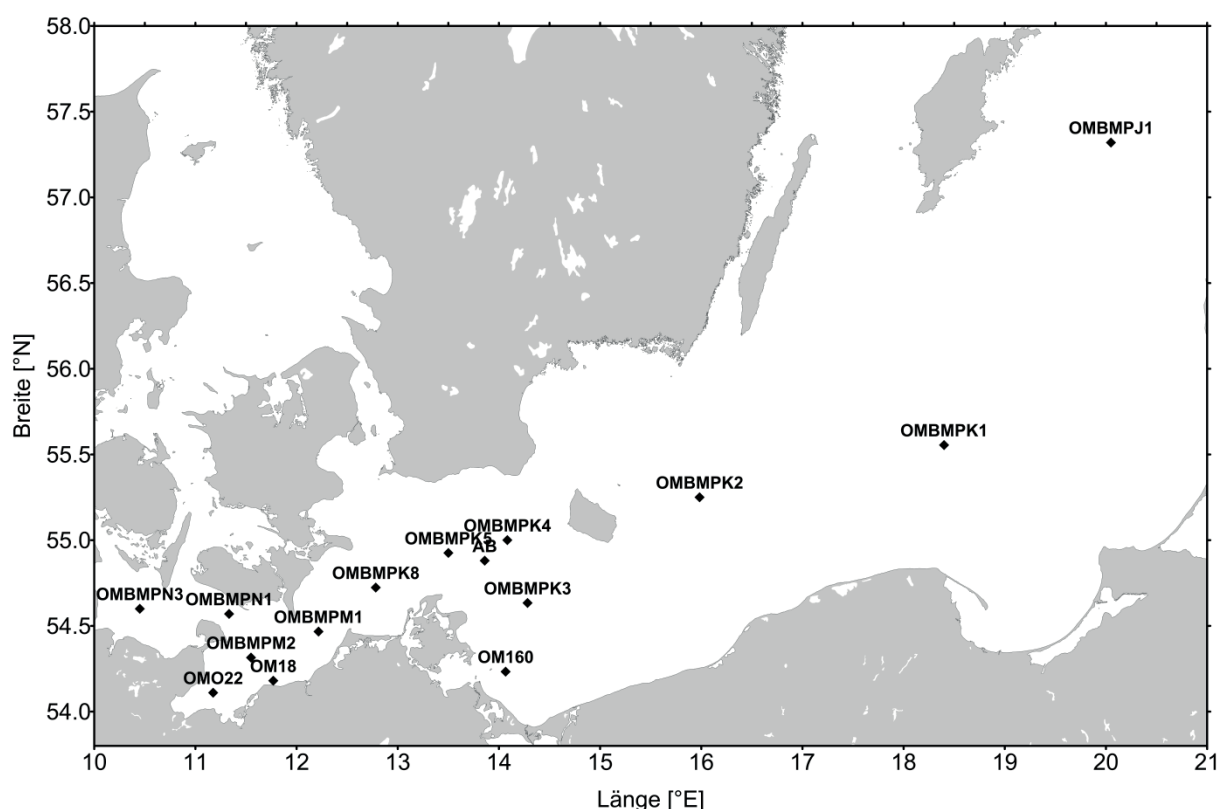 58.0
57.5
57.0
56.5
56.0
55.5
55.0
54.5
54.0
Breite [°N]
OMBMPJ1
OMBMPK1
OMBMPK2
OMBMPK4
OMBMPK5
AB
OMBMPK8
OMBMPK3
OMBMPN3
OMBMPN1
OMBMPM1
OMBMPM2
OM18
OM160
OMO22
10 11 12 13 14 15 16 17 18 19 20 21
Länge [°E]